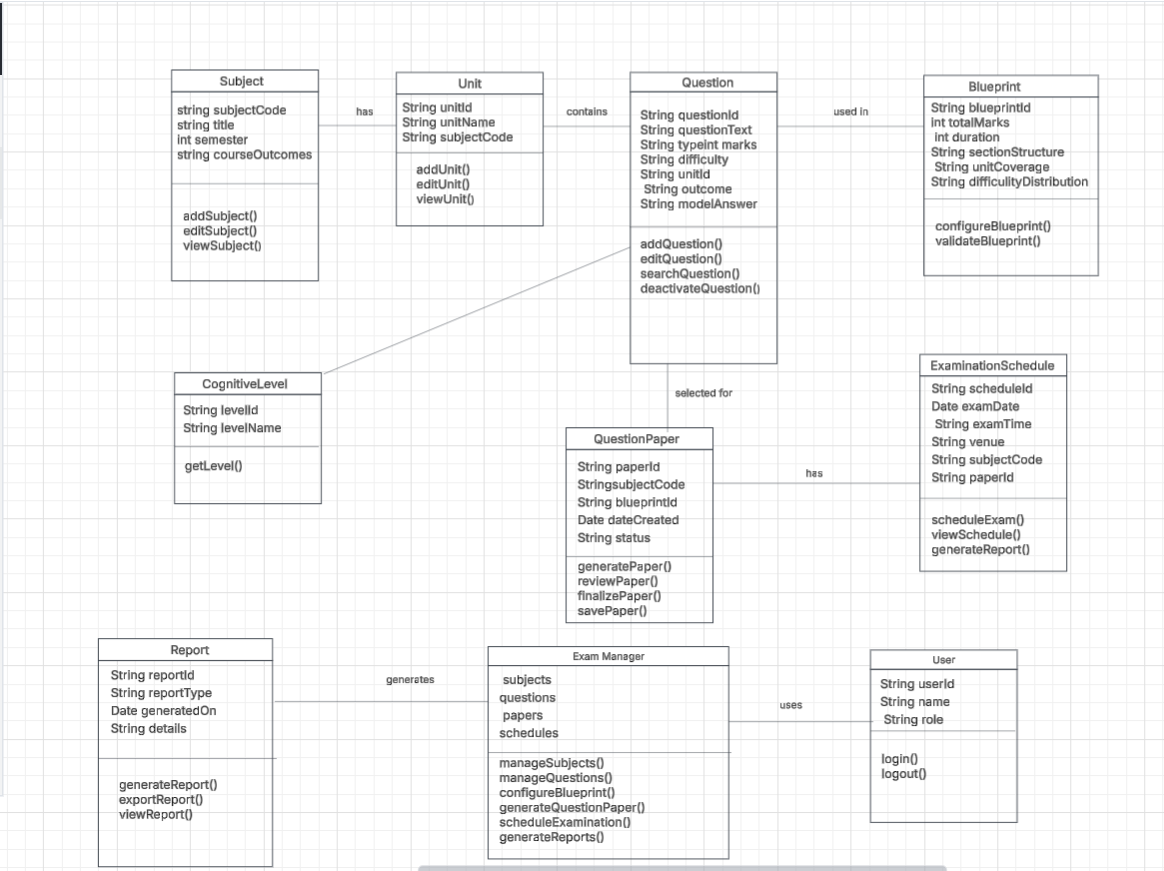 Subject
string subjectCode
string title
int semester
string courseOutcomes
addSubject()
editSubject()
viewSubject()
has
Unit
String unitId
String unitName
String subjectCode
addUnit()
editUnit()
viewUnit()
contains
Question
String questionId
String questionText
String typeint marks
String difficulty
String unitId
String outcome
String modelAnswer
addQuestion()
editQuestion()
searchQuestion()
deactivateQuestion()
used in
Blueprint
String blueprintId
int totalMarks
int duration
String sectionStructure
String unitCoverage
String difficulityDistribution
configureBlueprint()
validateBlueprint()
CognitiveLevel
String levelId
String levelName
getLevel()
selected for
QuestionPaper
String paperId
StringsubjectCode
String blueprintId
Date dateCreated
String status
generatePaper()
reviewPaper()
finalizePaper()
savePaper()
has
ExaminationSchedule
String scheduleId
Date examDate
String examTime
String venue
String subjectCode
String paperId
scheduleExam()
viewSchedule()
generateReport()
Report
String reportId
String reportType
Date generatedOn
String details
generateReport()
exportReport()
viewReport()
generates
Exam Manager
subjects
questions
papers
schedules
manageSubjects()
manageQuestions()
configureBlueprint()
generateQuestionPaper()
scheduleExamination()
generateReports()
uses
User
String userId
String name
String role
login()
logout()